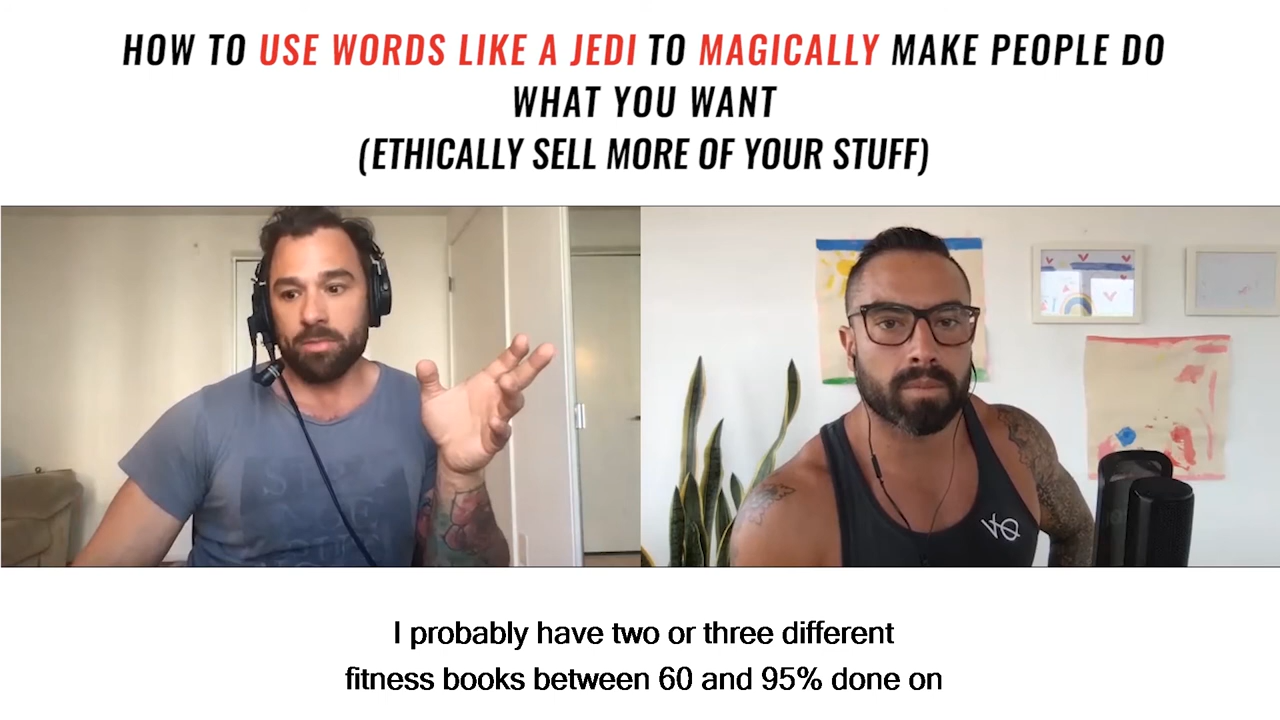 HOW TO USE WORDS LIKE A JEDI TO MAGICALLY MAKE PEOPLE DO
WHAT YOU WANT
(ETHICALLY SELL MORE OF YOUR STUFF)
I probably have two or three different
fitness books between 60 and 95% done on